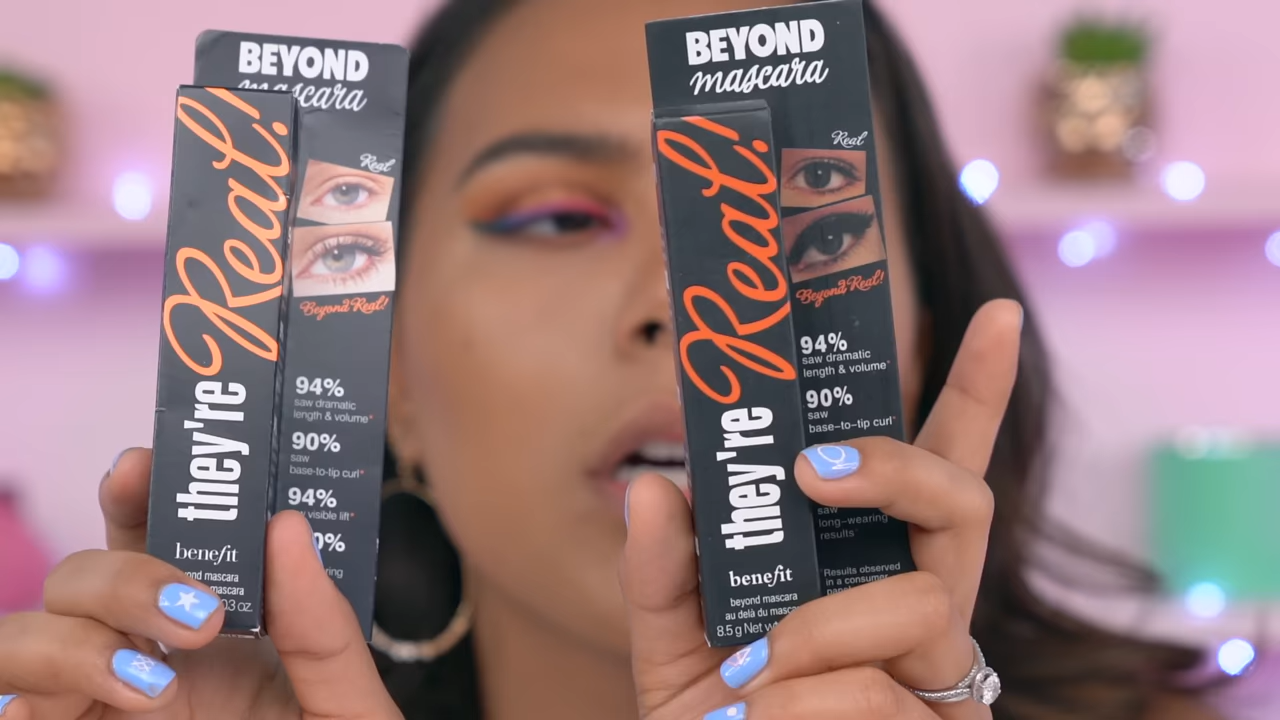 BEYOND
mascara
Real
Beyond Real!
94%
saw dramatic
length & volume*
90%
saw
base-to-tip curl*
94%
visible lift*
they're Real!
benefit
mascara
mascara
BEYOND
mascara
Real
Beyond Real!
94%
saw dramatic
length & volume*
90%
saw
base-to-tip curl*
saw
long-wearing
results*
*Results observed
in a consumer
they're Real!
benefit
beyond mascara
au delà du
8.5 g Net